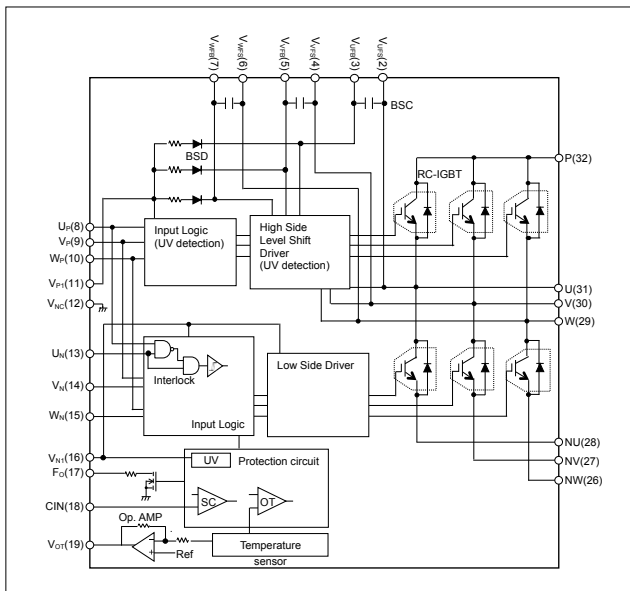 VWFB(7)
VWFS(6)
VVFB(5)
VVFS(4)
VUFB(3)
VUFS(2)
BSC
BSD
P(32)
RC-IGBT
UP(8)
VP(9)
WP(10)
VP1(11)
VNC(12)
Input Logic
(UV detection)
High Side
Level Shift
Driver
(UV detection)
U(31)
V(30)
W(29)
UN(13)
VN(14)
WN(15)
Interlock
Input Logic
Low Side Driver
NU(28)
NV(27)
NW(26)
VN1(16)
FO(17)
CIN(18)
UV
Protection circuit
SC
OT
Op. AMP
VOT(19)
Ref
Temperature
sensor